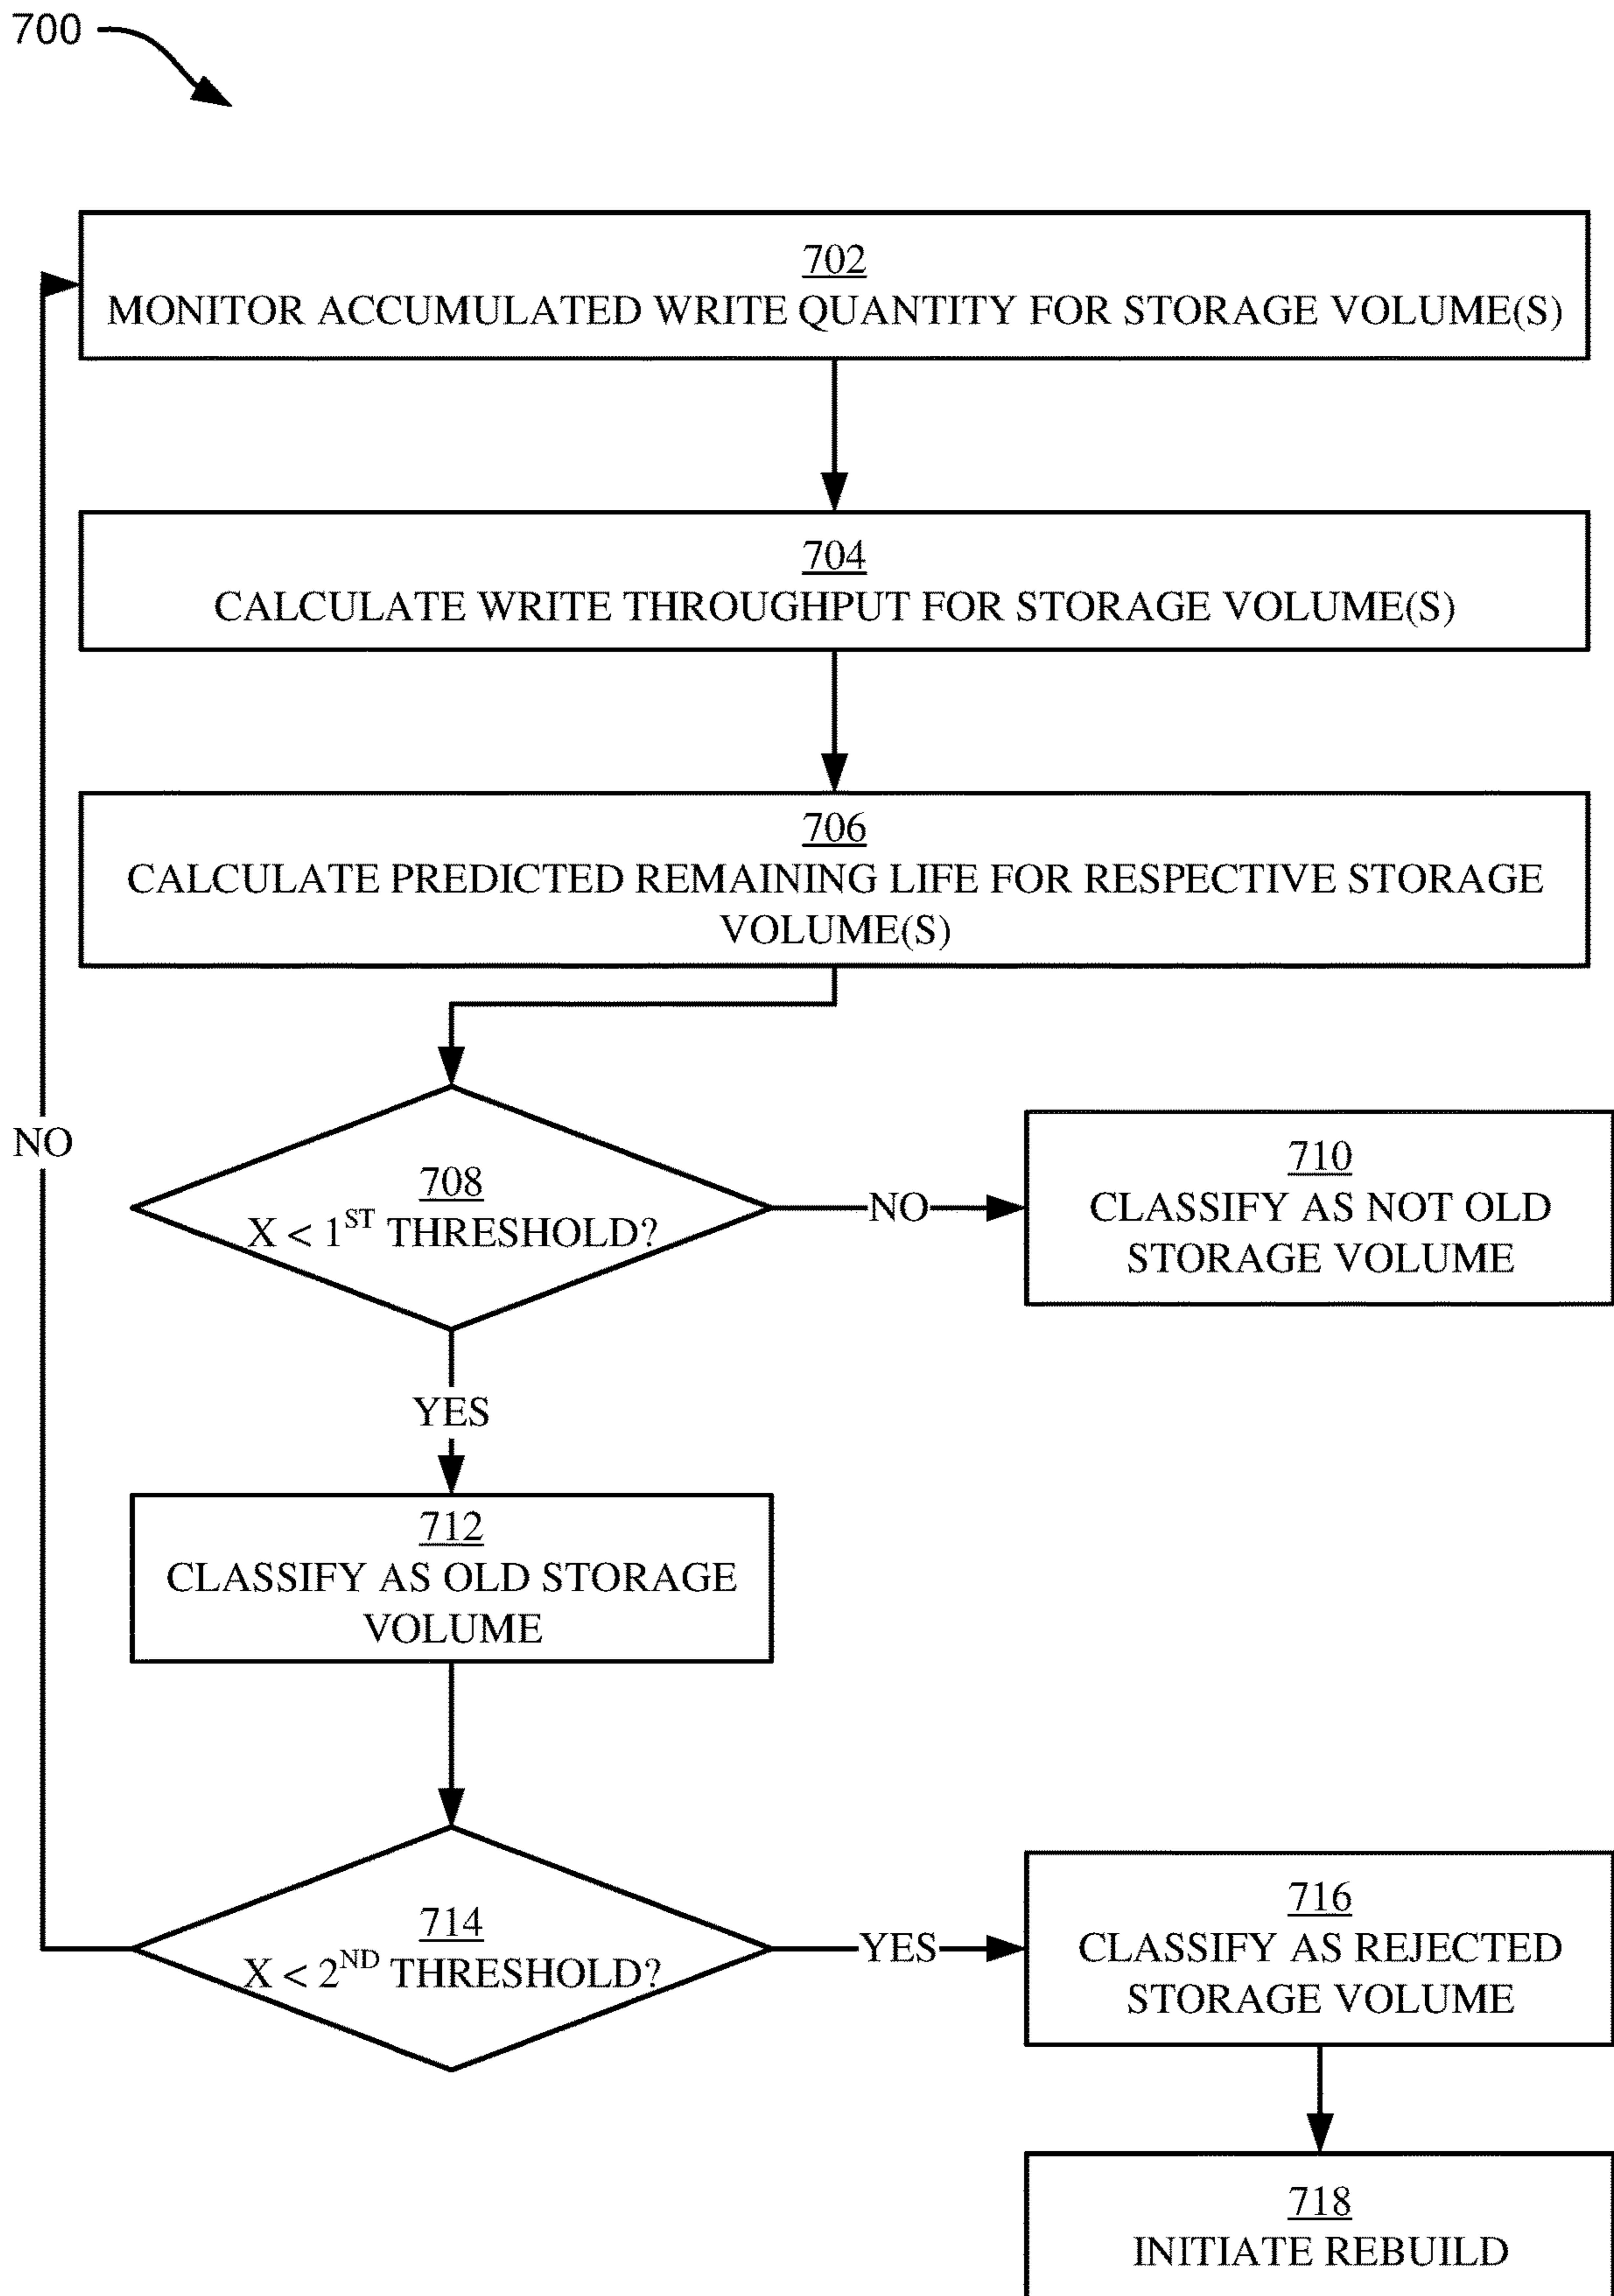 700
702
MONITOR ACCUMULATED WRITE QUANTITY FOR STORAGE VOLUME(S)
704
CALCULATE WRITE THROUGHPUT FOR STORAGE VOLUME(S)
706
CALCULATE PREDICTED REMAINING LIFE FOR RESPECTIVE STORAGE
VOLUME(S)
NO
708
X < 1ST THRESHOLD?
NO
710
CLASSIFY AS NOT OLD
STORAGE VOLUME
YES
712
CLASSIFY AS OLD STORAGE
VOLUME
714
X < 2ND THRESHOLD?
YES
716
CLASSIFY AS REJECTED
STORAGE VOLUME
718
INITIATE REBUILD